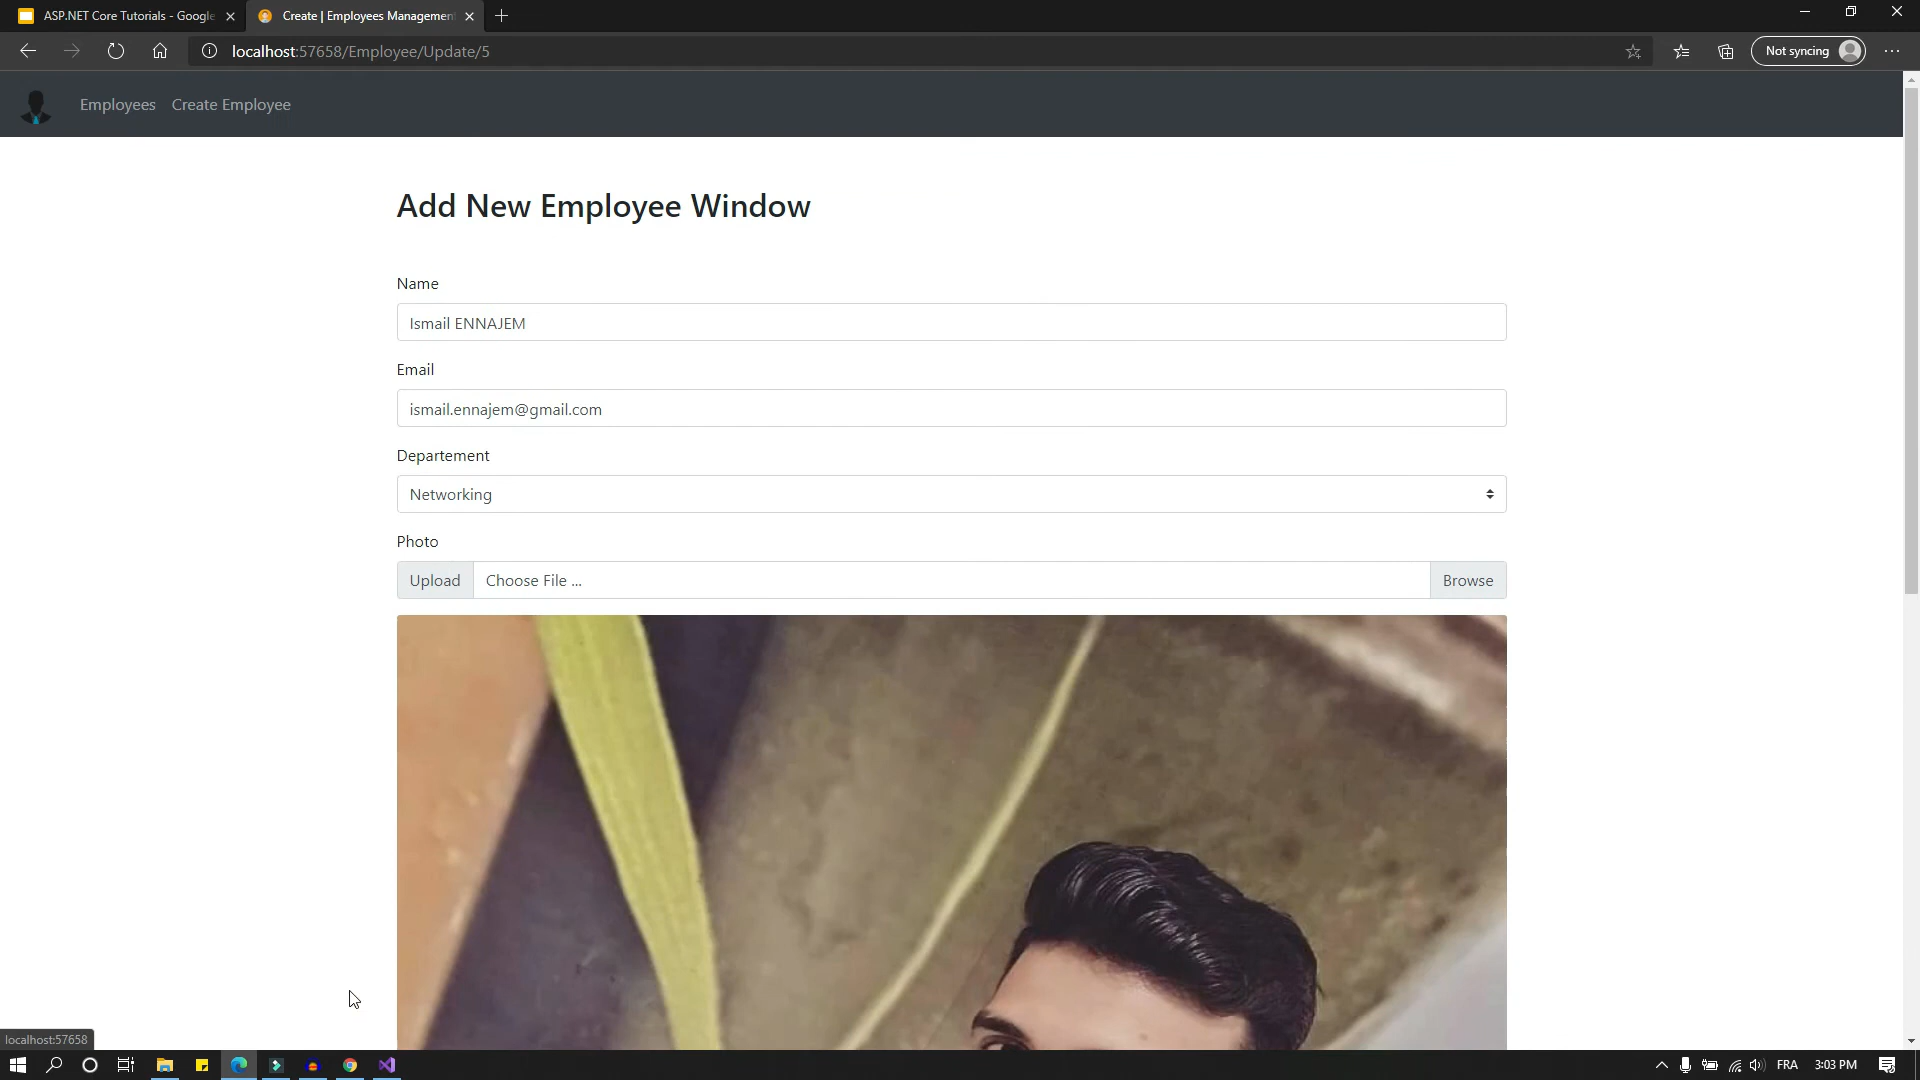 ASP.NET Core Tutorials - Google
Create | Employees Management
localhost:57658/Employee/Update/5
Not syncing
Employees
Create Employee
Add New Employee Window
Name
Ismail ENNAJEM
Email
ismail.ennajem@gmail.com
Departement
Networking
Photo
Upload
Choose File ...
Browse
localhost:57658
FRA
3:03 PM